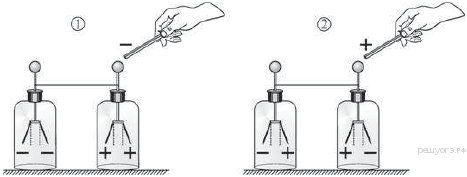 ① ②
− +
− − + + − − + −
решуогэ.рф